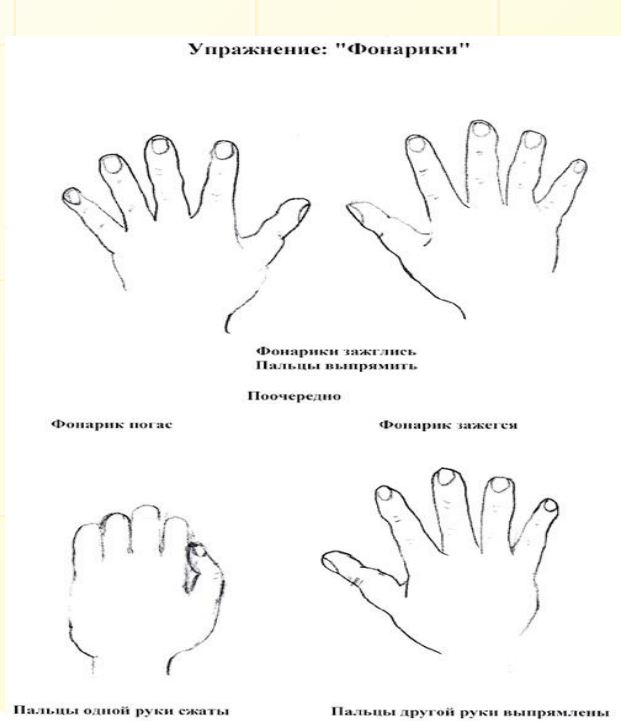 Упражнение: "Фонарики"
Фонарики зажглись
Пальцы выпрямить
Поочередно
Фонарик погас
Фонарик зажегся
Пальцы одной руки сжаты
Пальцы другой руки выпрямлены